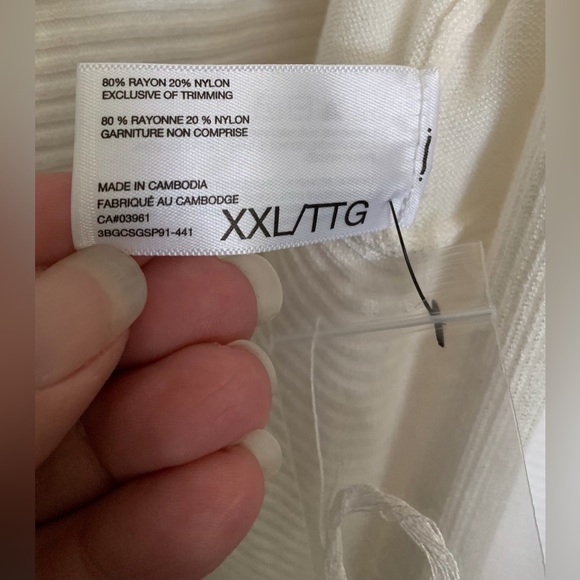 80% RAYON 20% NYLON
EXCLUSIVE OF TRIMMING
80 % RAYONNE 20 % NYLON
GARNITURE NON COMPRISE
MADE IN CAMBODIA
FABRIQUÉ AU CAMBODGE
CA#03961
3BGCSGSP91-441
XXL/TTG